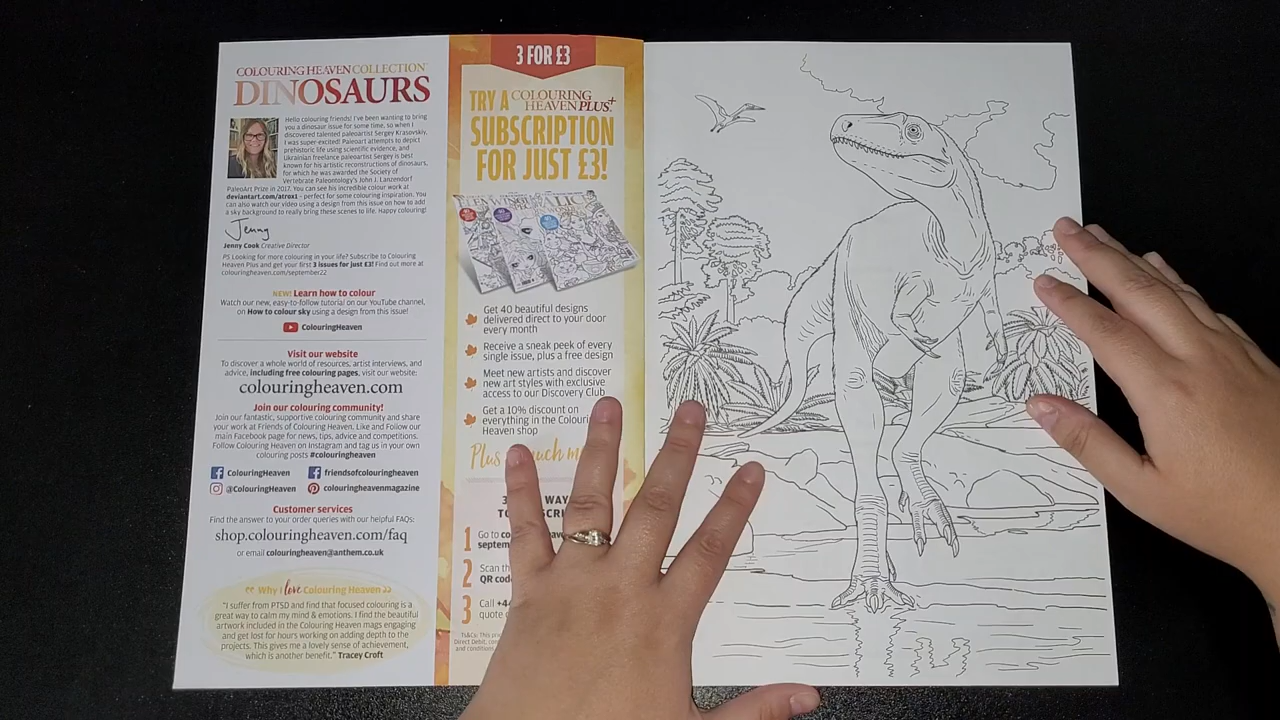 COLOURING HEAVEN COLLECTION
DINOSAURS
Hello colouring friends! I've been wanting to bring
you a dinosaur issue for some time, so when I
discovered talented paleoartist Sergey Krasovskiy,
I was super-excited! Paleoart attempts to depict
prehistoric life using scientific evidence, and
Ukrainian freelance paleoartist Sergey is best
known for his artistic reconstructions of dinosaurs,
for which he was awarded the Society of
Vertebrate Paleontology's John J. Lanzendorf
PaleoArt Prize in 2017. You can see his incredible colour work at
deviantart.com/atrox1 – perfect for some colouring inspiration. You
can also watch our video using a design from this issue on how to add
a sky background to really bring these scenes to life. Happy colouring!
Jenny
Jenny Cook Creative Director
PS Looking for more colouring in your life? Subscribe to Colouring
Heaven Plus and get your first 3 issues for just £3! Find out more at
colouringheaven.com/september22
NEW! Learn how to colour
Watch our new, easy-to-follow tutorial on our YouTube channel,
on How to colour sky using a design from this issue!
ColouringHeaven
Visit our website
To discover a whole world of resources, artist interviews, and
advice, including free colouring pages, visit our website:
colouringheaven.com
Join our colouring community!
Join our fantastic, supportive colouring community and share
your work at Friends of Colouring Heaven. Like and Follow our
main Facebook page for news, tips, advice and competitions.
Follow Colouring Heaven on Instagram and tag us in your own
colouring posts #colouringheaven
ColouringHeaven friendsofcolouringheaven
@ColouringHeaven colouringheavenmagazine
Customer services
Find the answer to your order queries with our helpful FAQs:
shop.colouringheaven.com/faq
or email colouringheaven@anthem.co.uk
Why I love Colouring Heaven
"I suffer from PTSD and find that focused colouring is a
great way to calm my mind & emotions. I find the beautiful
artwork included in the Colouring Heaven mags engaging
and get lost for hours working on adding depth to the
projects. This gives me a lovely sense of achievement,
which is another benefit." Tracey Croft
3 FOR £3
TRY A COLOURING
HEAVEN PLUS+
SUBSCRIPTION
FOR JUST £3!
Get 40 beautiful designs
delivered direct to your door
every month
Receive a sneak peek of every
single issue, plus a free design
Meet new artists and discover
new art styles with exclusive
access to our Discovery Club
Get a 10% discount on
everything in the
Heaven shop
Plus
1 Go to
2 Scan
QR
3 Call
quote